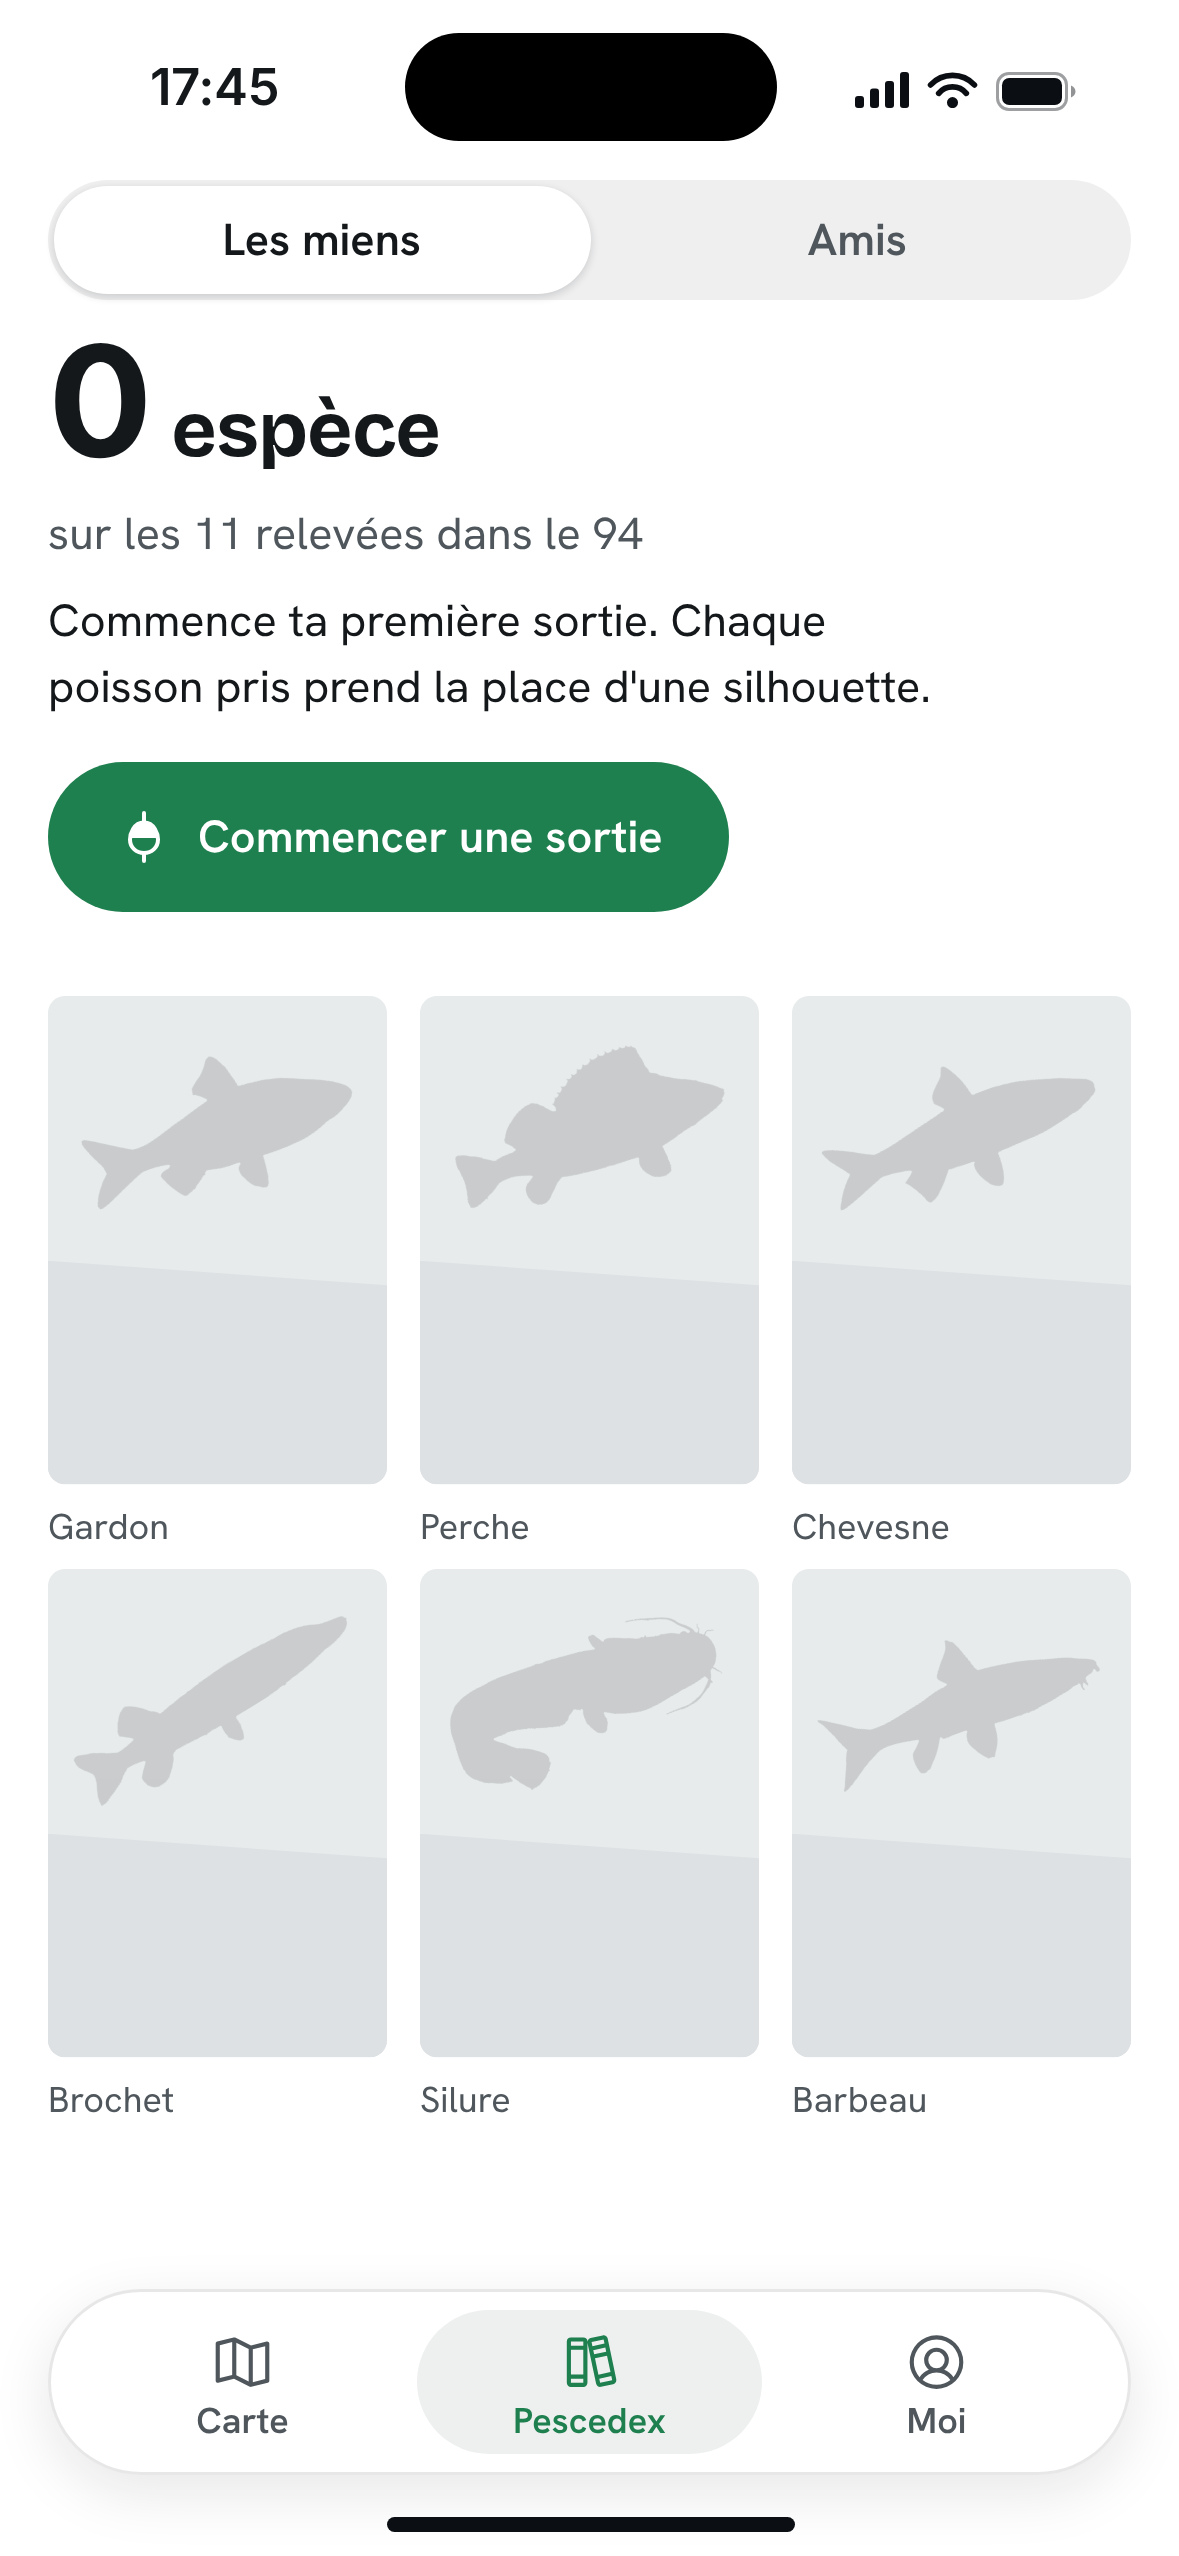 17:45
Les miens
Amis
0 espèce
sur les 11 relevées dans le 94
Commence ta première sortie. Chaque
poisson pris prend la place d'une silhouette.
Commencer une sortie
Gardon
Perche
Chevesne
Brochet
Silure
Barbeau
Carte
Pescedex
Moi